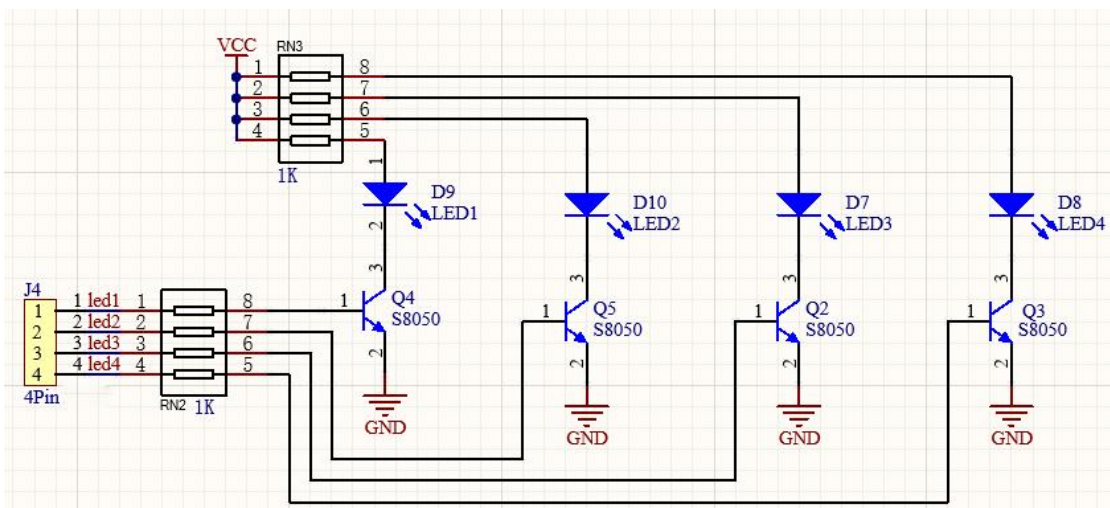 VCC
RN3
1 8
2 7
3 6
4 5
1K
1
D9
LED1
2
3
D10
LED2
3
D7
LED3
3
D8
LED4
3
J4
1 1 led1 1 8
2 2 led2 2 7
3 3 led3 3 6
4 4 led4 4 5
4Pin
RN2 1K
1
Q4
S8050
2
GND
1
Q5
S8050
2
GND
1
Q2
S8050
2
GND
1
Q3
S8050
2
GND